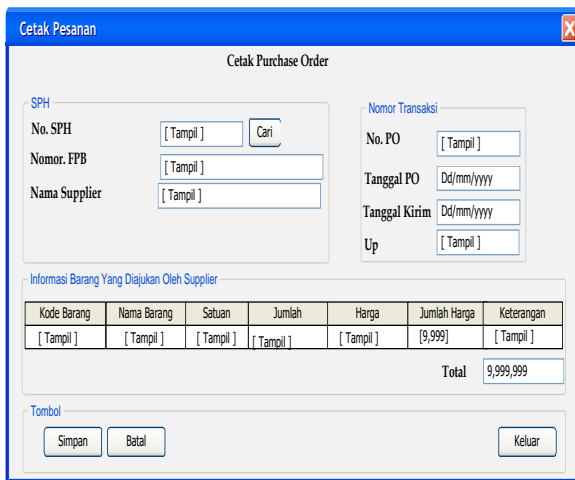 Cetak Pesanan
X
Cetak Purchase Order
SPH
No. SPH [ Tampil ] Cari
Nomor. FPB [ Tampil ]
Nama Supplier [ Tampil ]
Nomor Transaksi
No. PO [ Tampil ]
Tanggal PO Dd/mm/yyyy
Tanggal Kirim Dd/mm/yyyy
Up [ Tampil ]
Informasi Barang Yang Diajukan Oleh Supplier
Kode Barang Nama Barang Satuan Jumlah Harga Jumlah Harga Keterangan
[ Tampil ] [ Tampil ] [ Tampil ] [ Tampil ] [ Tampil ] [9,999] [ Tampil ]
Total 9,999,999
Tombol
Simpan Batal Keluar